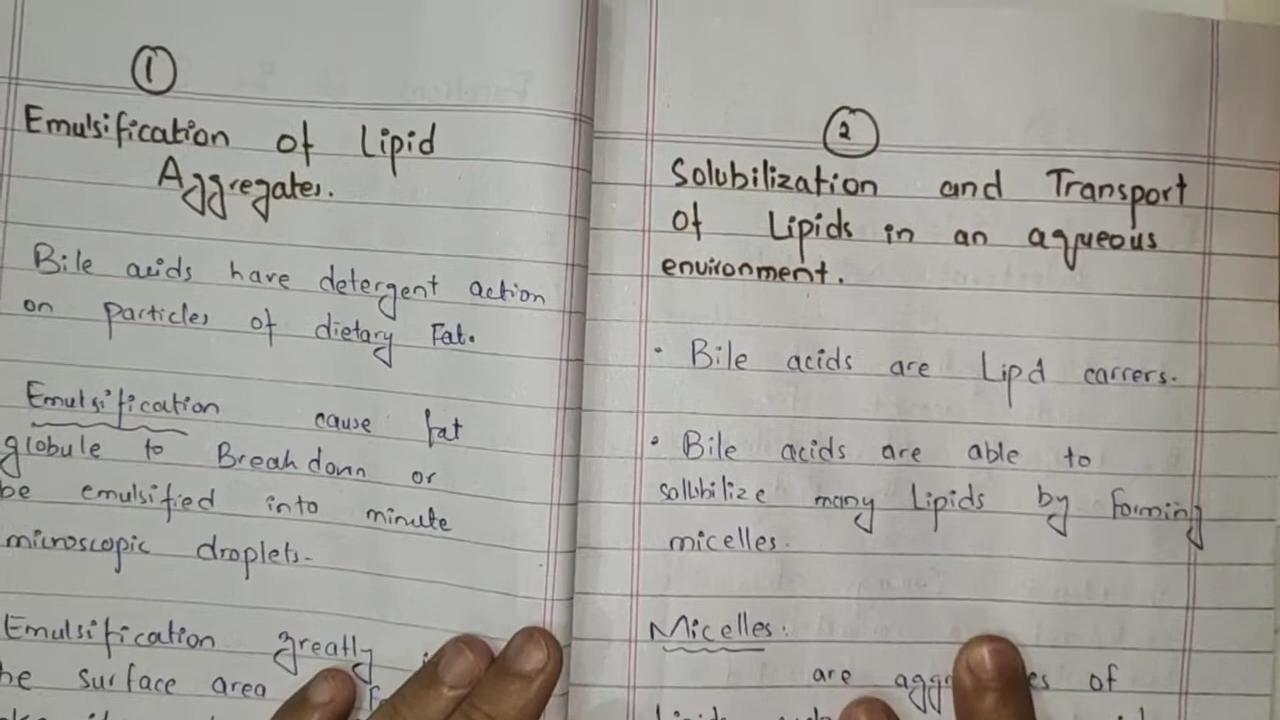 1
Emulsification of Lipid
Aggregates.
Bile acids have detergent action
on particles of dietary Fat.
Emulsification cause fat
globule to Breakdown or
be emulsified into minute
microscopic droplets.
Emulsification greatly
be surface area
2
Solubilization and Transport
of Lipids in an aqueous
environment.
• Bile acids are Lipd carrers.
• Bile acids are able to
sollubilize many Lipids by Forming
micelles.
Micelles:
are of